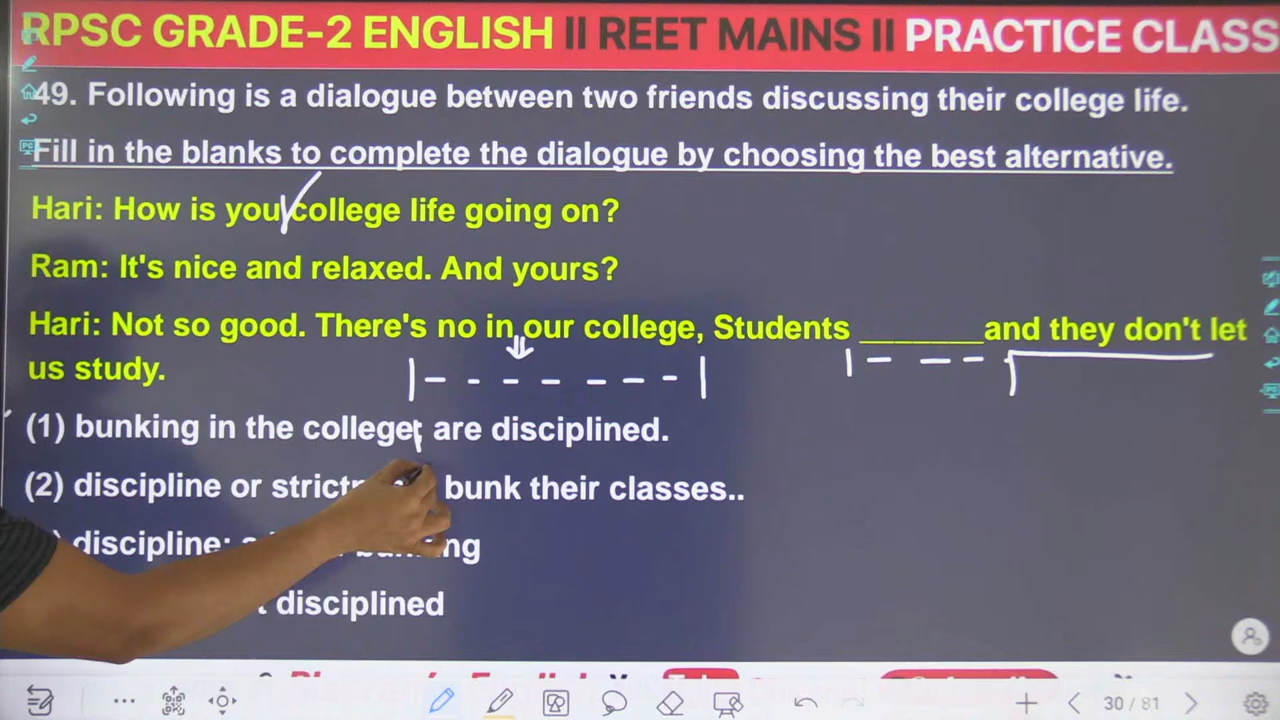 RPSC GRADE-2 ENGLISH II REET MAINS II PRACTICE CLASS
49. Following is a dialogue between two friends discussing their college life.
Fill in the blanks to complete the dialogue by choosing the best alternative.
Hari: How is you college life going on?
Ram: It's nice and relaxed. And yours?
Hari: Not so good. There's no in our college, Students _______and they don't let
us study.
(1) bunking in the college; are disciplined.
(2) discipline or bunk their classes..
discipline;
disciplined
30 / 81